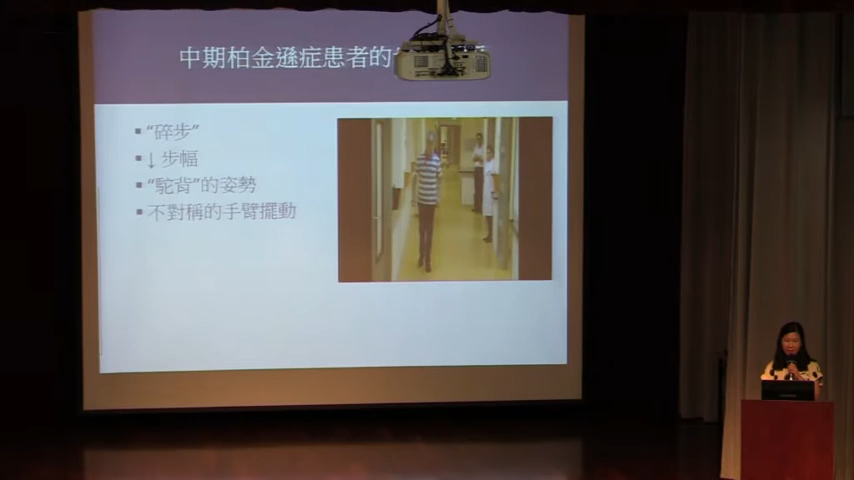 中期柏金遜症患者的
▪ “碎步”
▪ ↓ 步幅
▪ “駝背”的姿勢
▪ 不對稱的手臂擺動